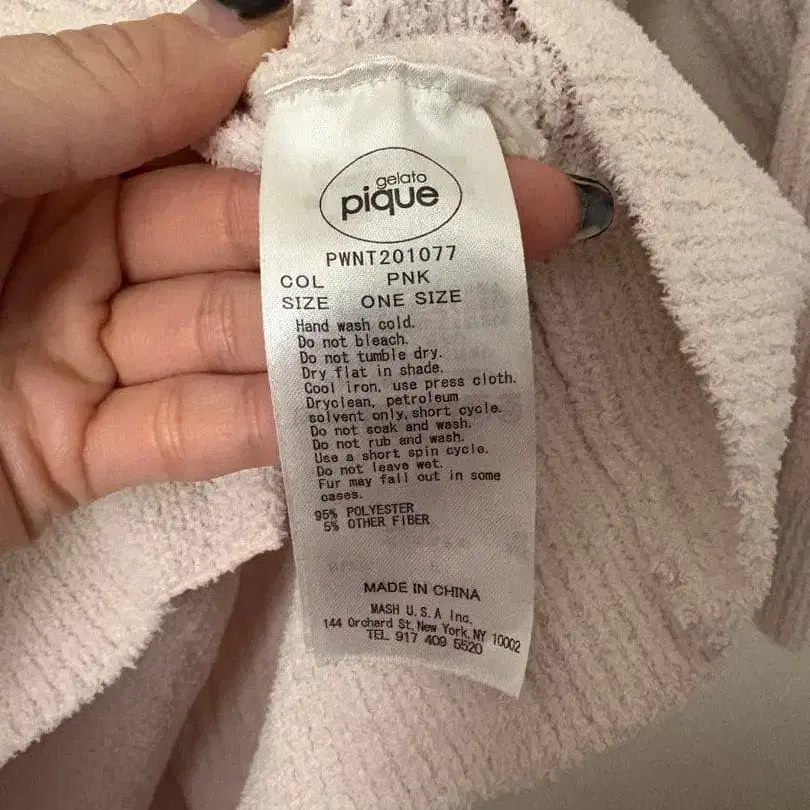 gelato
pique
PWNT201077
COL PNK
SIZE ONE SIZE
Hand wash cold.
Do not bleach.
Do not tumble dry.
Dry flat in shade.
Cool iron, use press cloth.
Dryclean, petroleum
solvent only, short cycle.
Do not soak and wash.
Do not rub and wash.
Use a short spin cycle.
Do not leave wet.
Fur may fall out in some
cases.
95% POLYESTER
5% OTHER FIBER
MADE IN CHINA
MASH U.S.A Inc.
144 Orchard St, New York, NY 10002
TEL 917 409 5520